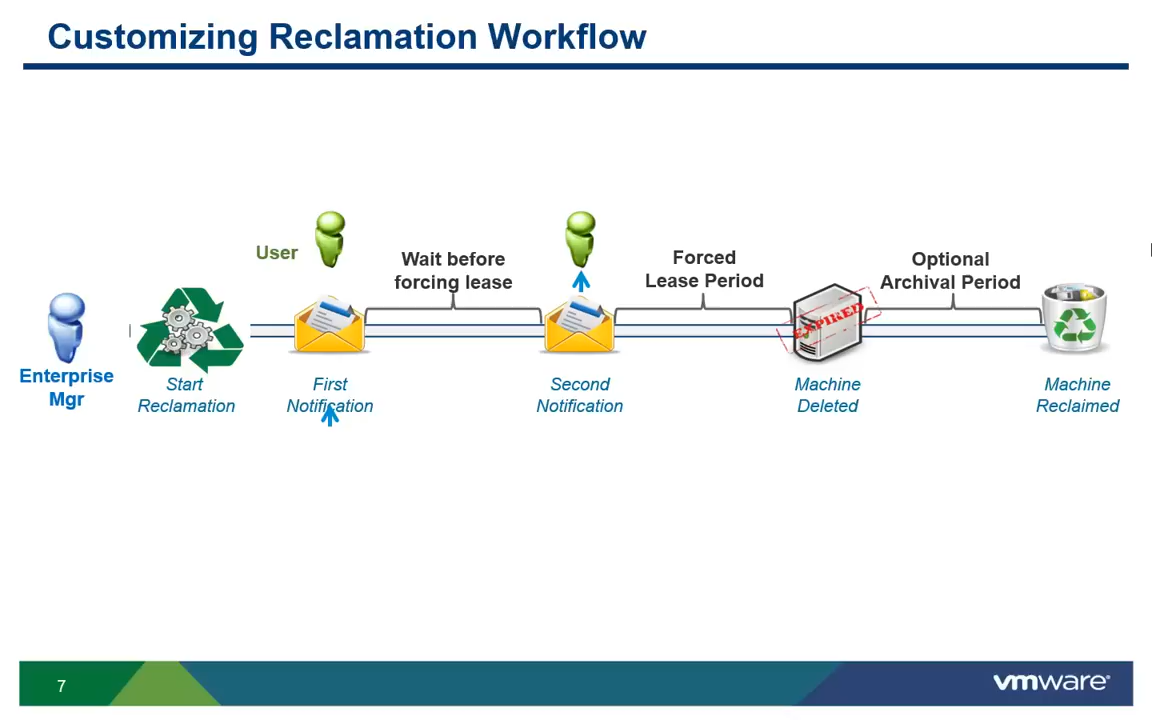 Customizing Reclamation Workflow
User
Wait before
forcing lease
Forced
Lease Period
Optional
Archival Period
EXPIRED
Enterprise
Mgr
Start
Reclamation
First
Notification
Second
Notification
Machine
Deleted
Machine
Reclaimed
7
vmware